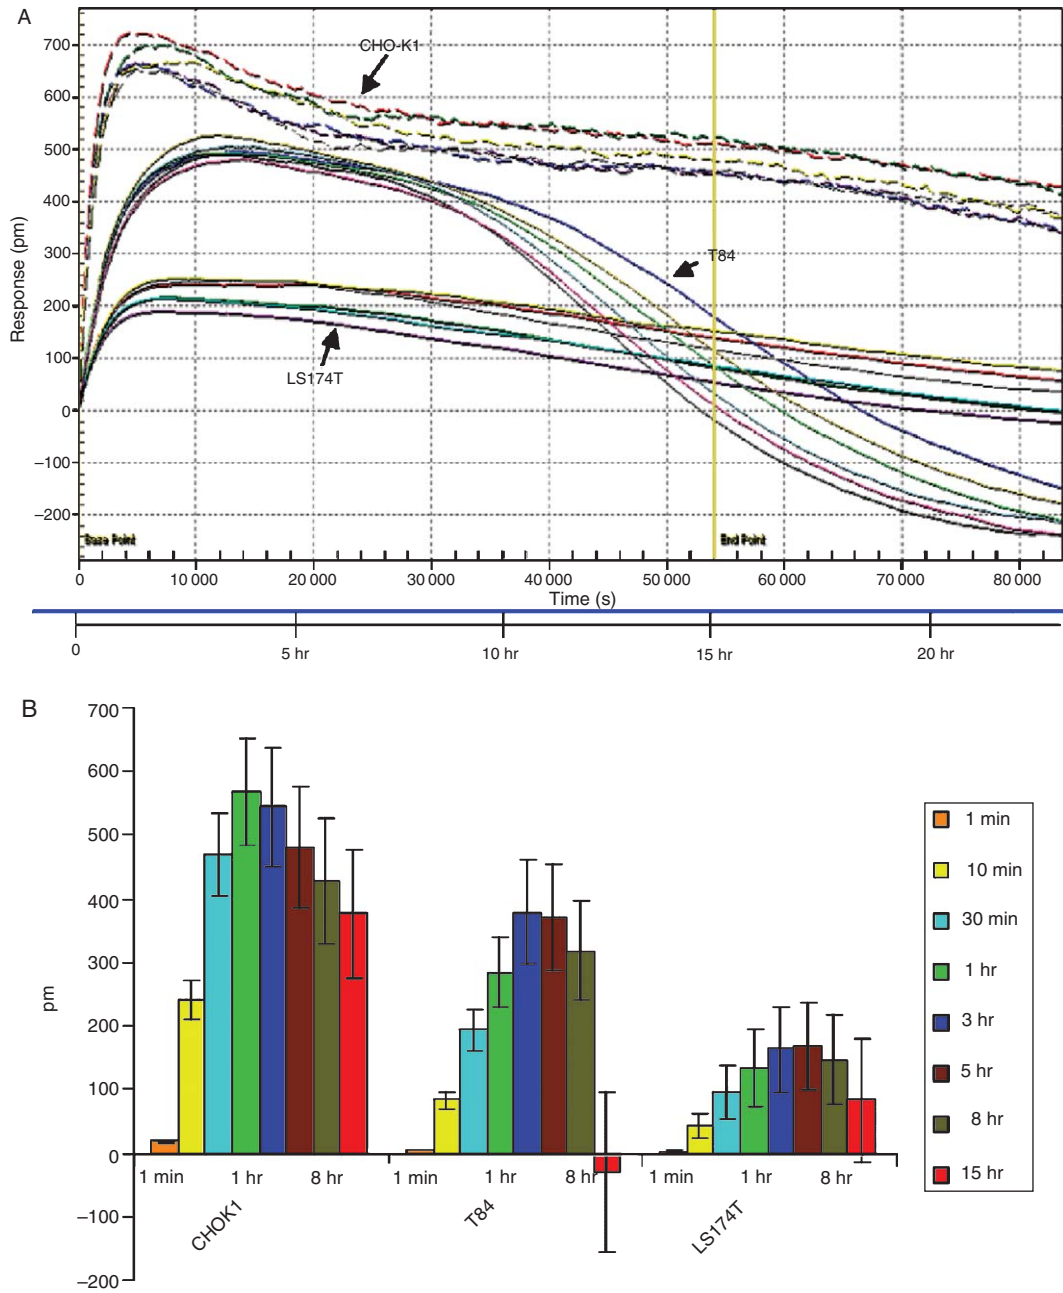 A
CHO-K1
T84
LS174T
Response (pm)
700
600
500
400
300
200
100
0
–100
–200
Base Point
End Point
0 10 000 20 000 30 000 40 000 50 000 60 000 70 000 80 000
Time (s)
0 5 hr 10 hr 15 hr 20 hr
B
pm
700
600
500
400
300
200
100
0
–100
–200
1 min 1 hr 8 hr 1 min 1 hr 8 hr 1 min 1 hr 8 hr
CHOK1 T84 LS174T
1 min
10 min
30 min
1 hr
3 hr
5 hr
8 hr
15 hr